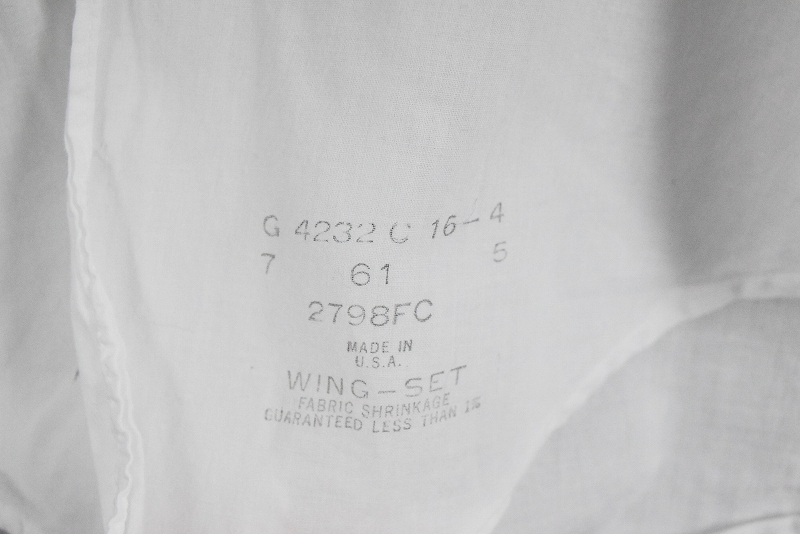 G 4232 C 16-4
7 61 5
2798FC
MADE IN
U.S.A.
WING-SET
FABRIC SHRINKAGE
GUARANTEED LESS THAN 1%